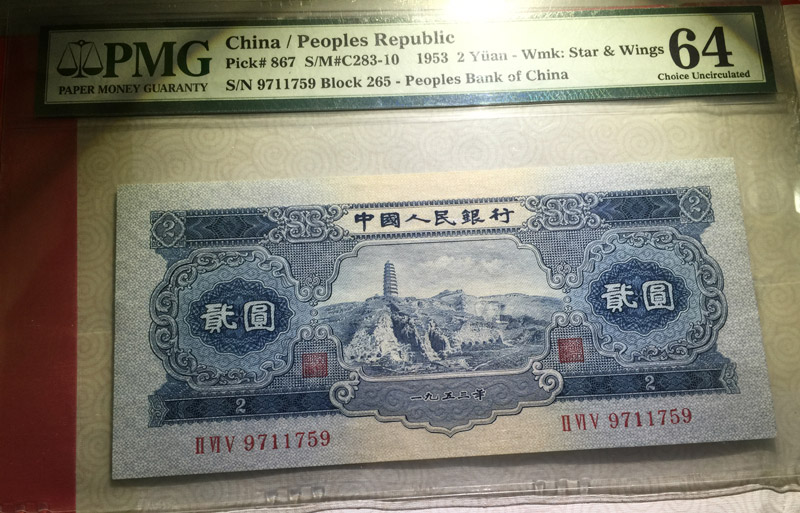 PMG
PAPER MONEY GUARANTY
China / Peoples Republic
Pick# 867 S/M#C283-10 1953 2 Yüan - Wmk: Star & Wings
S/N 9711759 Block 265 - Peoples Bank of China
64
Choice Uncirculated
2
中國人民銀行
2
貳圓
貳圓
一九五三年
2
2
II VI V 9711759
II VI V 9711759